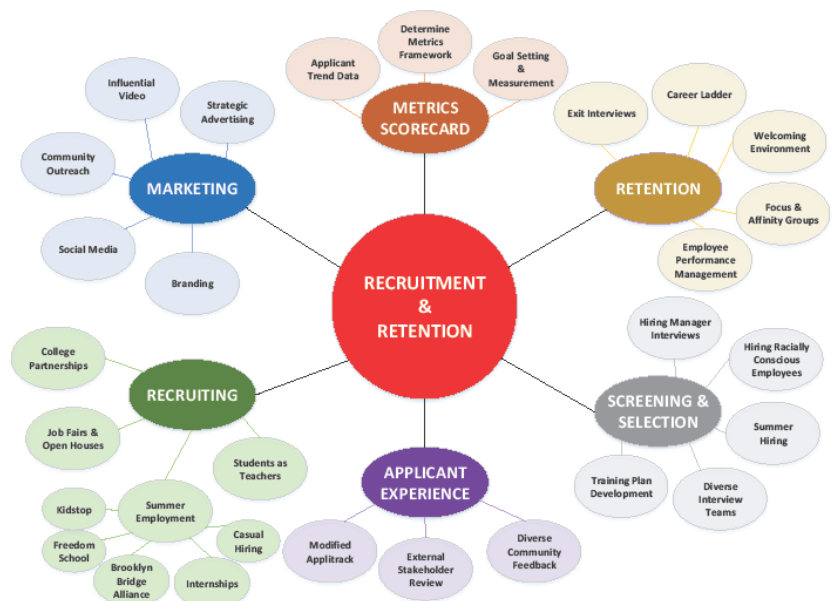 Determine
Metrics
Framework
Applicant
Trend Data
Goal Setting
&
Measurement
METRICS
SCORECARD
Influential
Video
Strategic
Advertising
Community
Outreach
MARKETING
Social Media
Branding
Career Ladder
Exit Interviews
Welcoming
Environment
RETENTION
Focus &
Affinity Groups
Employee
Performance
Management
RECRUITMENT
&
RETENTION
College
Partnerships
RECRUITING
Job Fairs &
Open Houses
Students as
Teachers
Summer
Employment
Kidstop
Freedom
School
Brooklyn
Bridge
Alliance
Internships
Casual
Hiring
APPLICANT
EXPERIENCE
Modified
Applitrack
External
Stakeholder
Review
Diverse
Community
Feedback
Hiring Manager
Interviews
Hiring Racially
Conscious
Employees
SCREENING &
SELECTION
Summer
Hiring
Training Plan
Development
Diverse
Interview
Teams